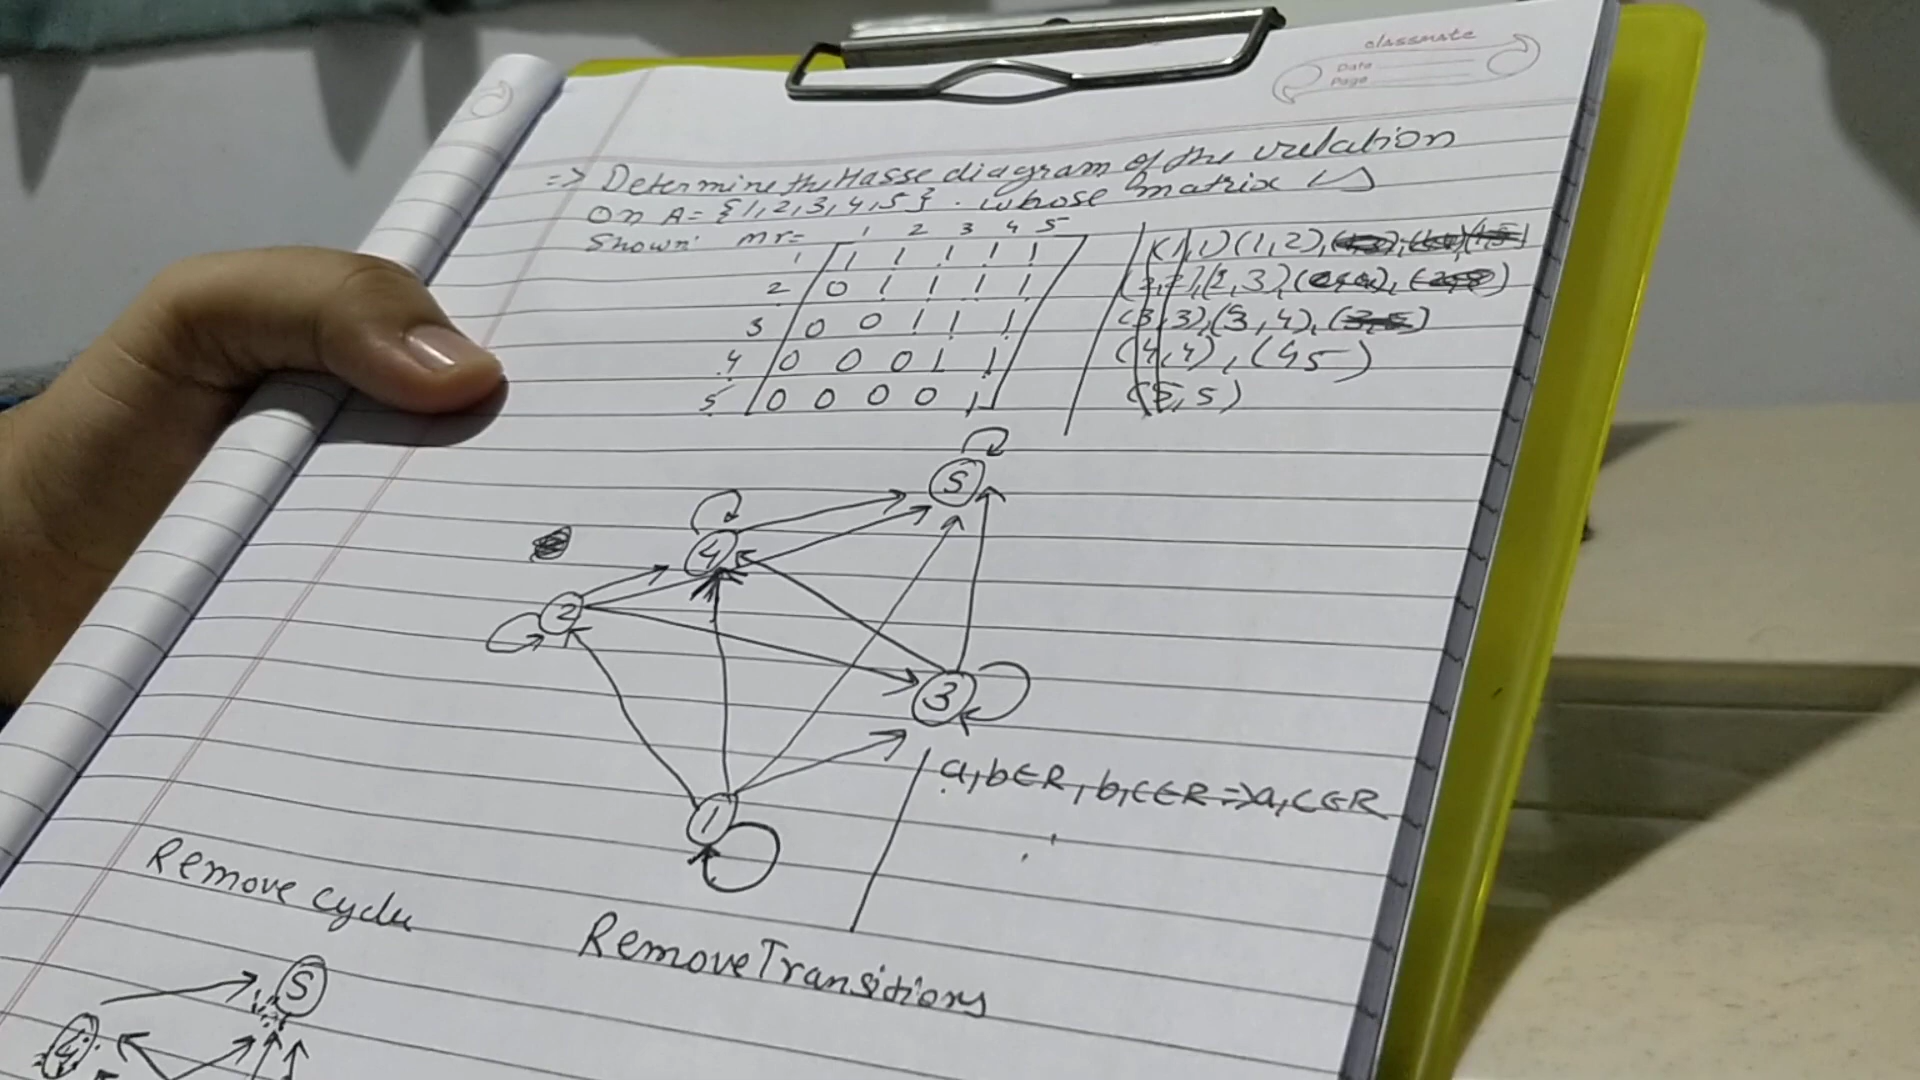 classmate
Date
Page
=> Determine the Hasse diagram of the relation
on A = {1,2,3,4,5}. whose matrix is
Shown: mr= 1 2 3 4 5
1 1 1 1 1 1
2 0 1 1 1 1
3 0 0 1 1 1
4 0 0 0 1 1
5 0 0 0 0 1
(1,1)(1,2),
(2,2)(2,3)
(3,3),(3,4),
(4,4), (45)
(5,5)
5
4
2
3
1
a,b∈R, b,c∈R=>a,c∈R
Remove cycle
Remove Transitions
5
4